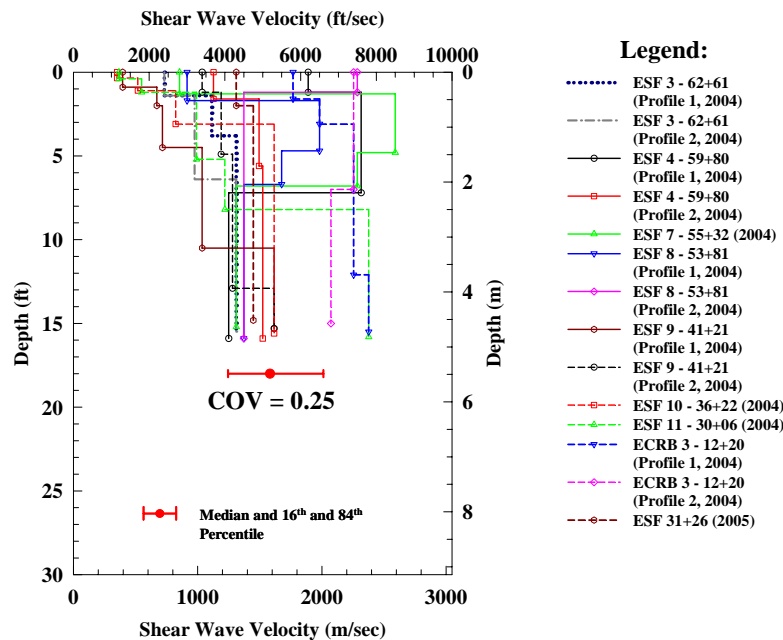 Shear Wave Velocity (ft/sec)
0 2000 4000 6000 8000 10000
0
5
10
15
20
25
30
Depth (ft)
0
2
4
6
8
Depth (m)
COV = 0.25
Median and 16th and 84th
Percentile
0 1000 2000 3000
Shear Wave Velocity (m/sec)
Legend:
ESF 3 - 62+61
(Profile 1, 2004)
ESF 3 - 62+61
(Profile 2, 2004)
ESF 4 - 59+80
(Profile 1, 2004)
ESF 4 - 59+80
(Profile 2, 2004)
ESF 7 - 55+32 (2004)
ESF 8 - 53+81
(Profile 1, 2004)
ESF 8 - 53+81
(Profile 2, 2004)
ESF 9 - 41+21
(Profile 1, 2004)
ESF 9 - 41+21
(Profile 2, 2004)
ESF 10 - 36+22 (2004)
ESF 11 - 30+06 (2004)
ECRB 3 - 12+20
(Profile 1, 2004)
ECRB 3 - 12+20
(Profile 2, 2004)
ESF 31+26 (2005)